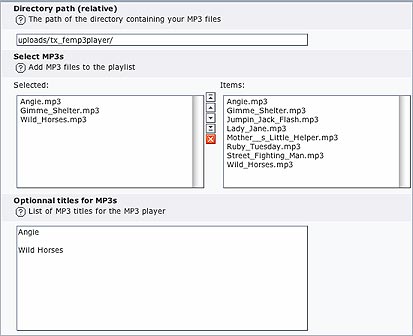 Directory path (relative)
? The path of the directory containing your MP3 files
uploads/tx_femp3player/
Select MP3s
? Add MP3 files to the playlist
Selected:
Angie.mp3
Gimme_Shelter.mp3
Wild_Horses.mp3
Items:
Angie.mp3
Gimme_Shelter.mp3
Jumpin_Jack_Flash.mp3
Lady_Jane.mp3
Mother__s_Little_Helper.mp3
Ruby_Tuesday.mp3
Street_Fighting_Man.mp3
Wild_Horses.mp3
Optionnal titles for MP3s
? List of MP3 titles for the MP3 player
Angie
Wild Horses